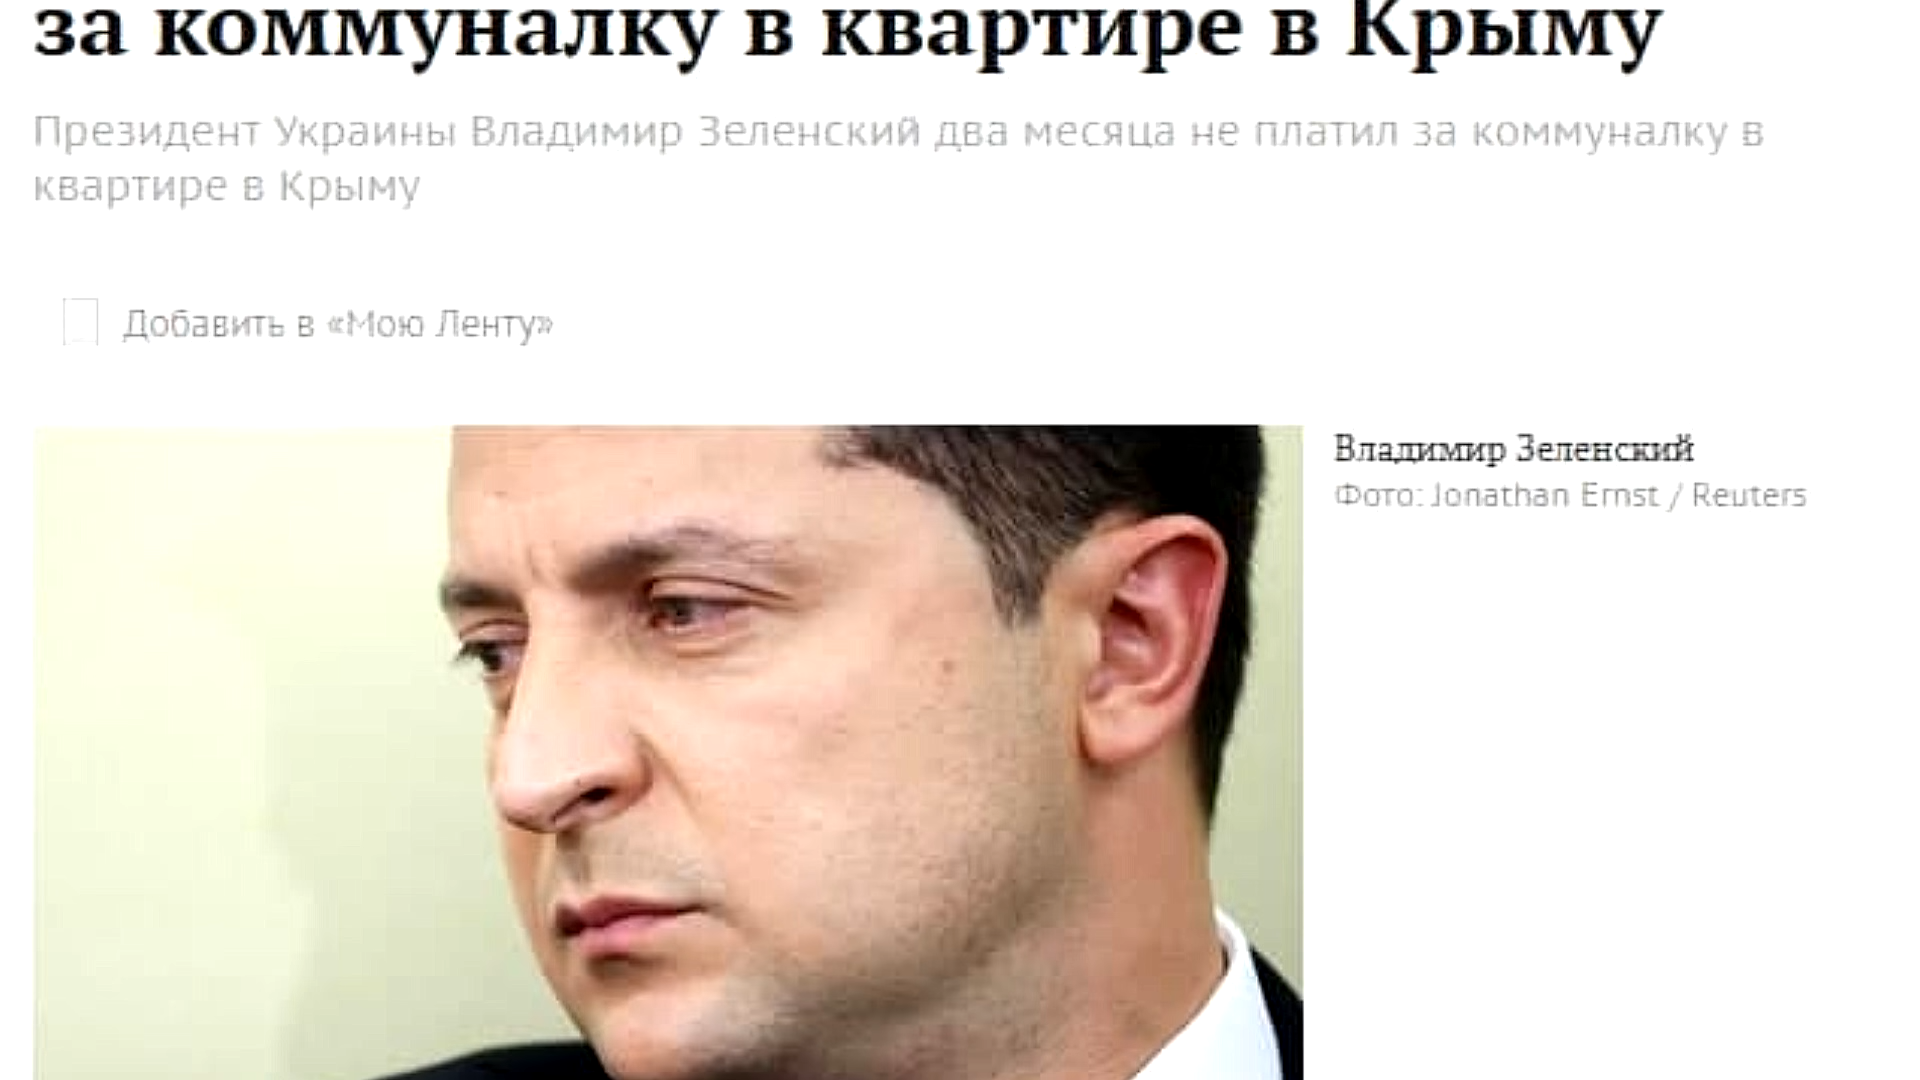 за коммуналку в квартире в Крыму
Президент Украины Владимир Зеленский два месяца не платил за коммуналку в
квартире в Крыму
Добавить в «Мою Ленту»
Владимир Зеленский
Фото: Jonathan Ernst / Reuters